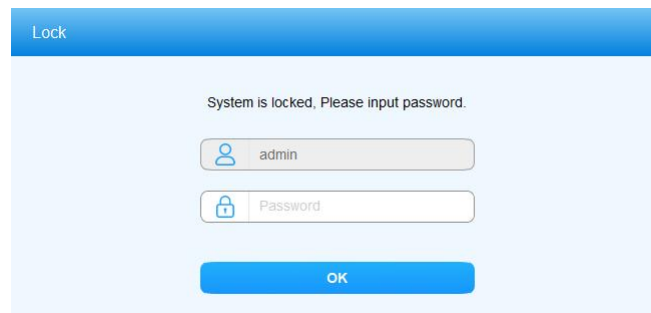 Lock
System is locked, Please input password.
admin
Password
OK